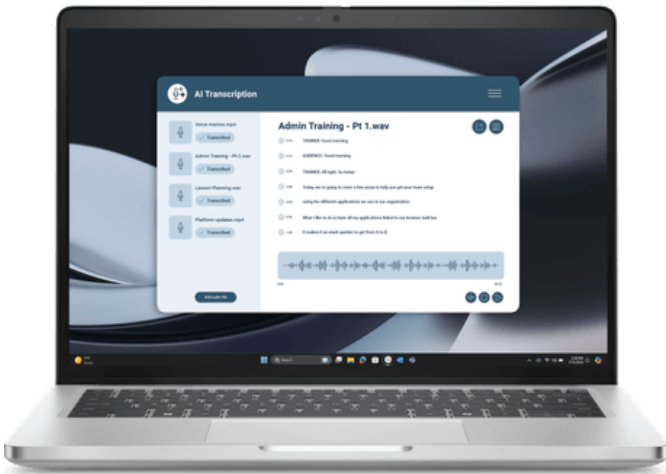 AI Transcription
Voice memos.mp4
Transcribed
Admin Training - Pt 2.wav
Transcribed
Lesson Planning.wav
Transcribed
Platform updates.mp4
Transcribed
Admin Training - Pt 1.wav
TRAINER: Good morning.
AUDIENCE: Good morning.
TRAINER: All right. So today-
Today, we're going to cover a few areas to help you get your team setup
using the different applications we use in our organization.
What I like to do is have all my applications linked to my browser task bar.
It makes it so much quicker to get from A to B.
Search